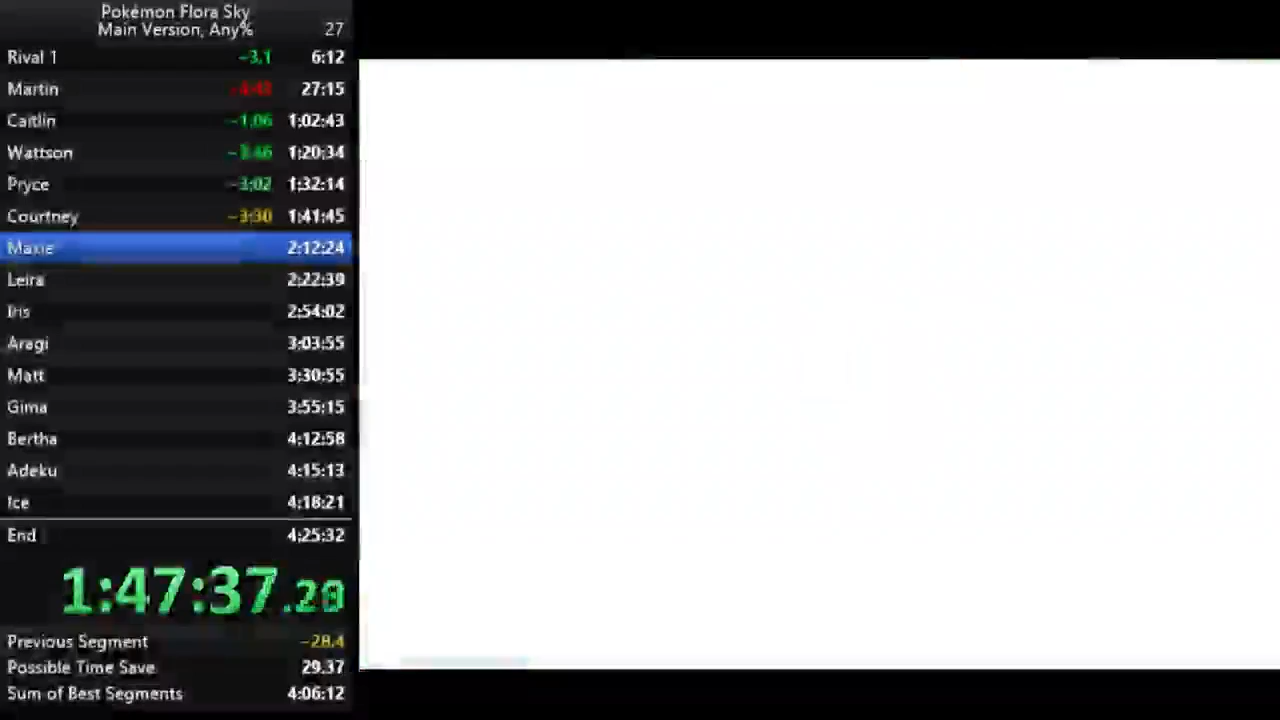 Pokémon Flora Sky
Main Version, Any% 27
Rival 1 -3.1 6:12
Martin 27:15
Caitlin -1:06 1:02:43
Wattson -3:46 1:20:34
Pryce -3:02 1:32:14
Courtney -3:30 1:41:45
Maxie 2:12:24
Leira 2:22:39
Iris 2:54:02
Aragi 3:03:55
Matt 3:30:55
Gima 3:55:15
Bertha 4:12:58
Adeku 4:15:13
Ice 4:18:21
End 4:25:32
1:47:37.28
Previous Segment -28.4
Possible Time Save 29.37
Sum of Best Segments 4:06:12